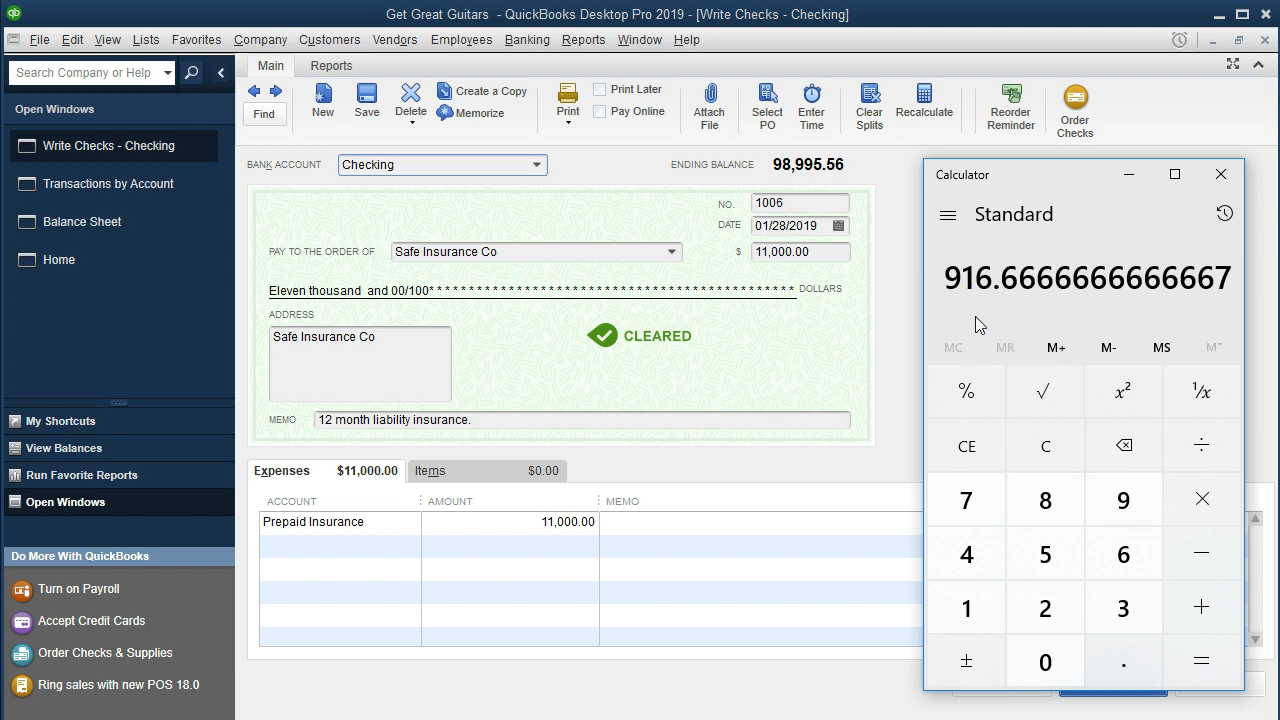 Get Great Guitars - QuickBooks Desktop Pro 2019 - [Write Checks - Checking]
File Edit View Lists Favorites Company Customers Vendors Employees Banking Reports Window Help
Search Company or Help
Open Windows
Write Checks - Checking
Transactions by Account
Balance Sheet
Home
My Shortcuts
View Balances
Run Favorite Reports
Open Windows
Do More With QuickBooks
Turn on Payroll
Accept Credit Cards
Order Checks & Supplies
Ring sales with new POS 18.0
Main Reports
Find
New
Save
Delete
Create a Copy
Memorize
Print
Print Later
Pay Online
Attach
File
Select
PO
Enter
Time
Clear
Splits
Recalculate
Reorder
Reminder
Order
Checks
BANK ACCOUNT Checking ENDING BALANCE 98,995.56
NO. 1006
DATE 01/28/2019
PAY TO THE ORDER OF Safe Insurance Co $ 11,000.00
Eleven thousand and 00/100* * * * * * * * * * * * * * * * * * * * * * * * * * * * * * * * * * * * * * * * * * DOLLARS
ADDRESS
Safe Insurance Co
CLEARED
MEMO 12 month liability insurance.
Expenses $11,000.00 Items $0.00
ACCOUNT AMOUNT MEMO
Prepaid Insurance 11,000.00
Calculator
Standard
916.6666666666667
MC MR M+ M- MS M˅
% √ x² ¹/x
CE C ⌫ ÷
7 8 9 ×
4 5 6 −
1 2 3 +
± 0 . =